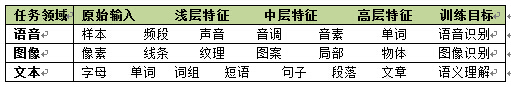 任务领域 原始输入 浅层特征 中层特征 高层特征 训练目标
语音 样本 频段 声音 音调 音素 单词 语音识别
图像 像素 线条 纹理 图案 局部 物体 图像识别
文本 字母 单词 词组 短语 句子 段落 文章 语义理解